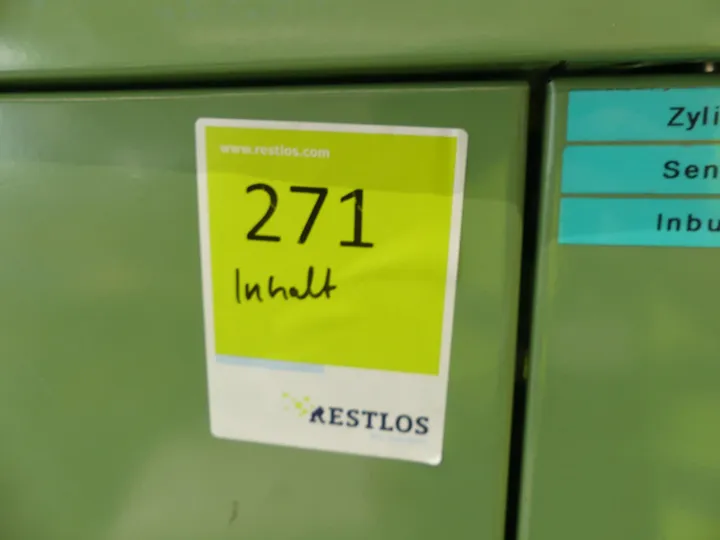 www.restlos.com
271
Inhalt
RESTLOS
Zyli
Sen
Inbu